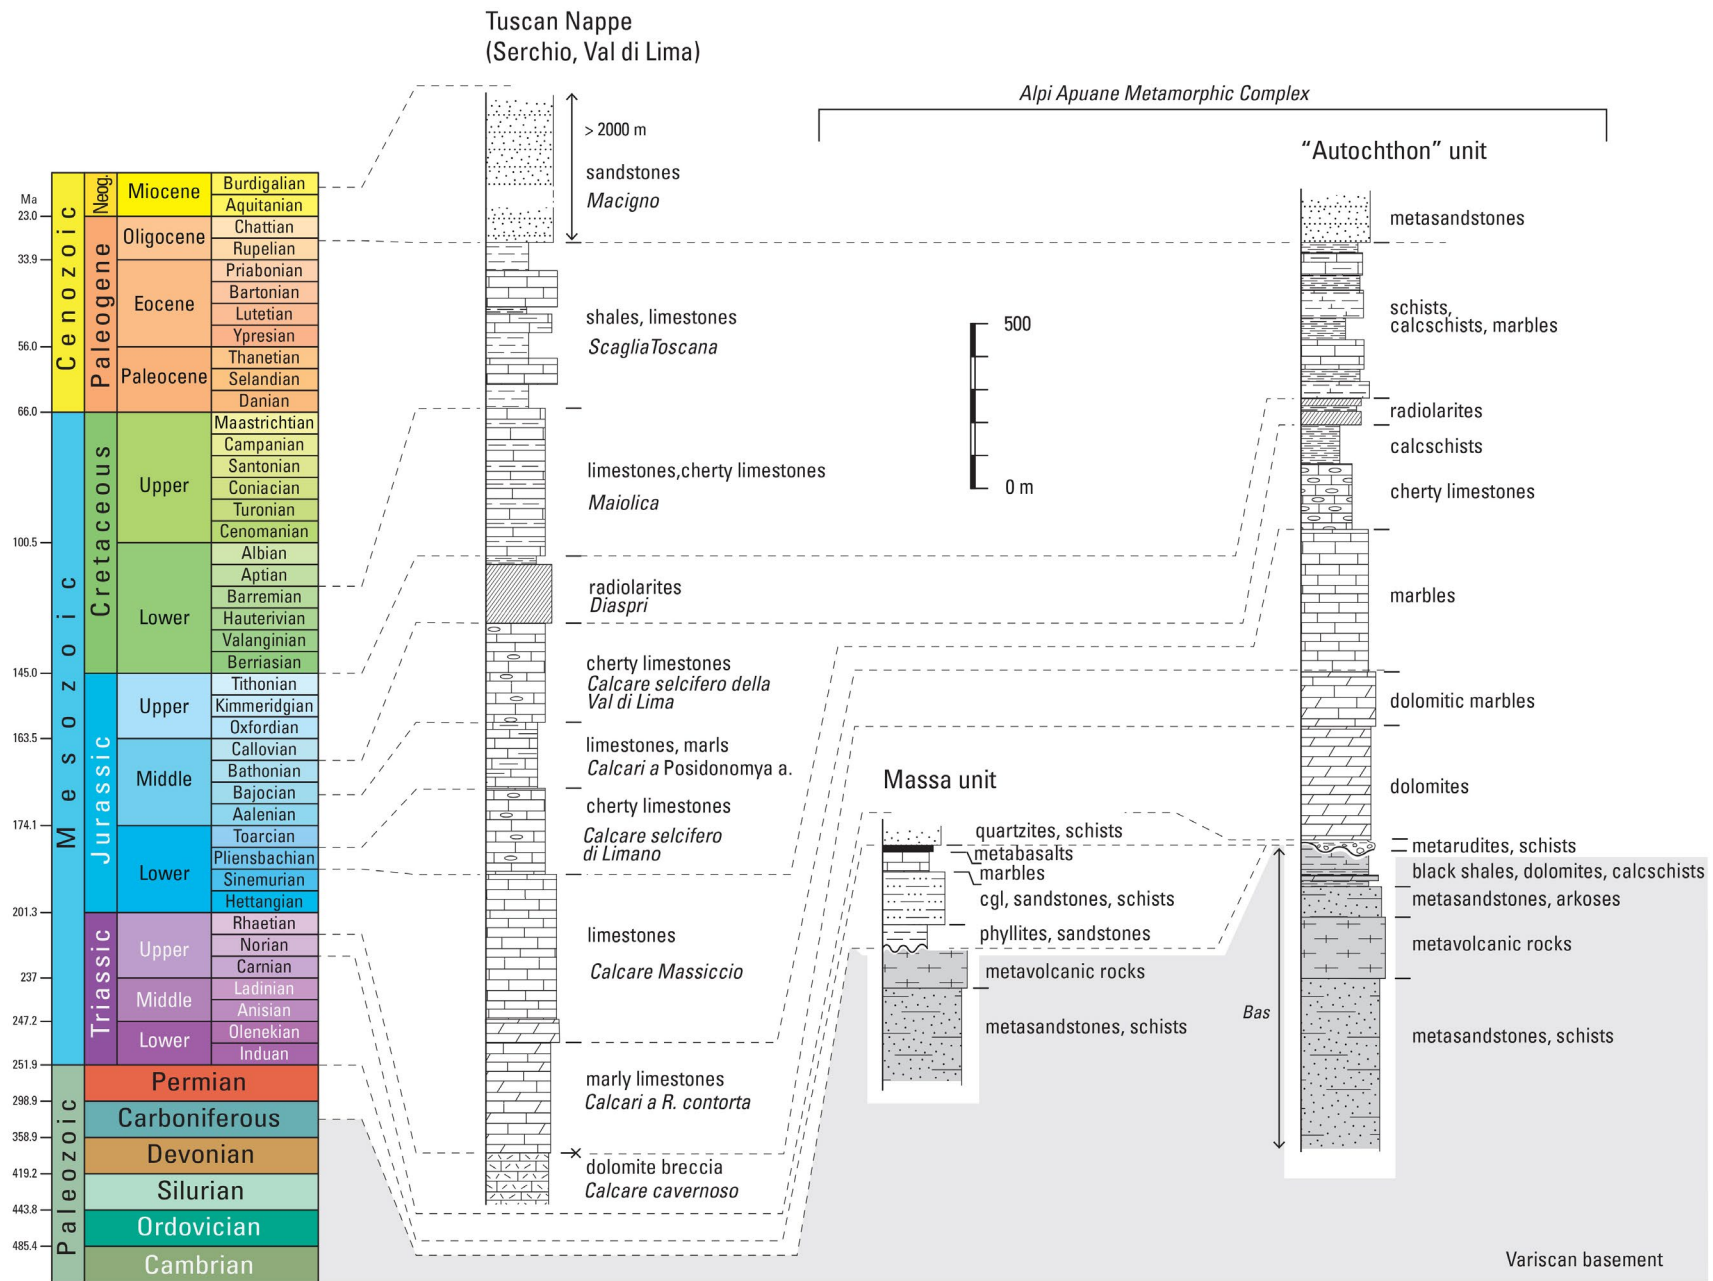 Tuscan Nappe
(Serchio, Val di Lima)
Alpi Apuane Metamorphic Complex
“Autochthon” unit
Massa unit
Ma
23.0
33.9
56.0
66.0
100.5
145.0
163.5
174.1
201.3
237
247.2
251.9
298.9
358.9
419.2
443.8
485.4
Cenozoic
Mesozoic
Paleozoic
Neog.
Paleogene
Cretaceous
Jurassic
Triassic
Miocene
Oligocene
Eocene
Paleocene
Upper
Lower
Upper
Middle
Lower
Upper
Middle
Lower
Burdigalian
Aquitanian
Chattian
Rupelian
Priabonian
Bartonian
Lutetian
Ypresian
Thanetian
Selandian
Danian
Maastrichtian
Campanian
Santonian
Coniacian
Turonian
Cenomanian
Albian
Aptian
Barremian
Hauterivian
Valanginian
Berriasian
Tithonian
Kimmeridgian
Oxfordian
Callovian
Bathonian
Bajocian
Aalenian
Toarcian
Pliensbachian
Sinemurian
Hettangian
Rhaetian
Norian
Carnian
Ladinian
Anisian
Olenekian
Induan
Permian
Carboniferous
Devonian
Silurian
Ordovician
Cambrian
> 2000 m
sandstones
Macigno
shales, limestones
ScagliaToscana
limestones,cherty limestones
Maiolica
radiolarites
Diaspri
cherty limestones
Calcare selcifero della
Val di Lima
limestones, marls
Calcari a Posidonomya a.
cherty limestones
Calcare selcifero
di Limano
limestones
Calcare Massiccio
marly limestones
Calcari a R. contorta
dolomite breccia
Calcare cavernoso
500
0 m
quartzites, schists
metabasalts
marbles
cgl, sandstones, schists
phyllites, sandstones
metavolcanic rocks
metasandstones, schists
metasandstones
schists,
calcschists, marbles
radiolarites
calcschists
cherty limestones
marbles
dolomitic marbles
dolomites
metarudites, schists
black shales, dolomites, calcschists
metasandstones, arkoses
metavolcanic rocks
metasandstones, schists
Bas
Variscan basement